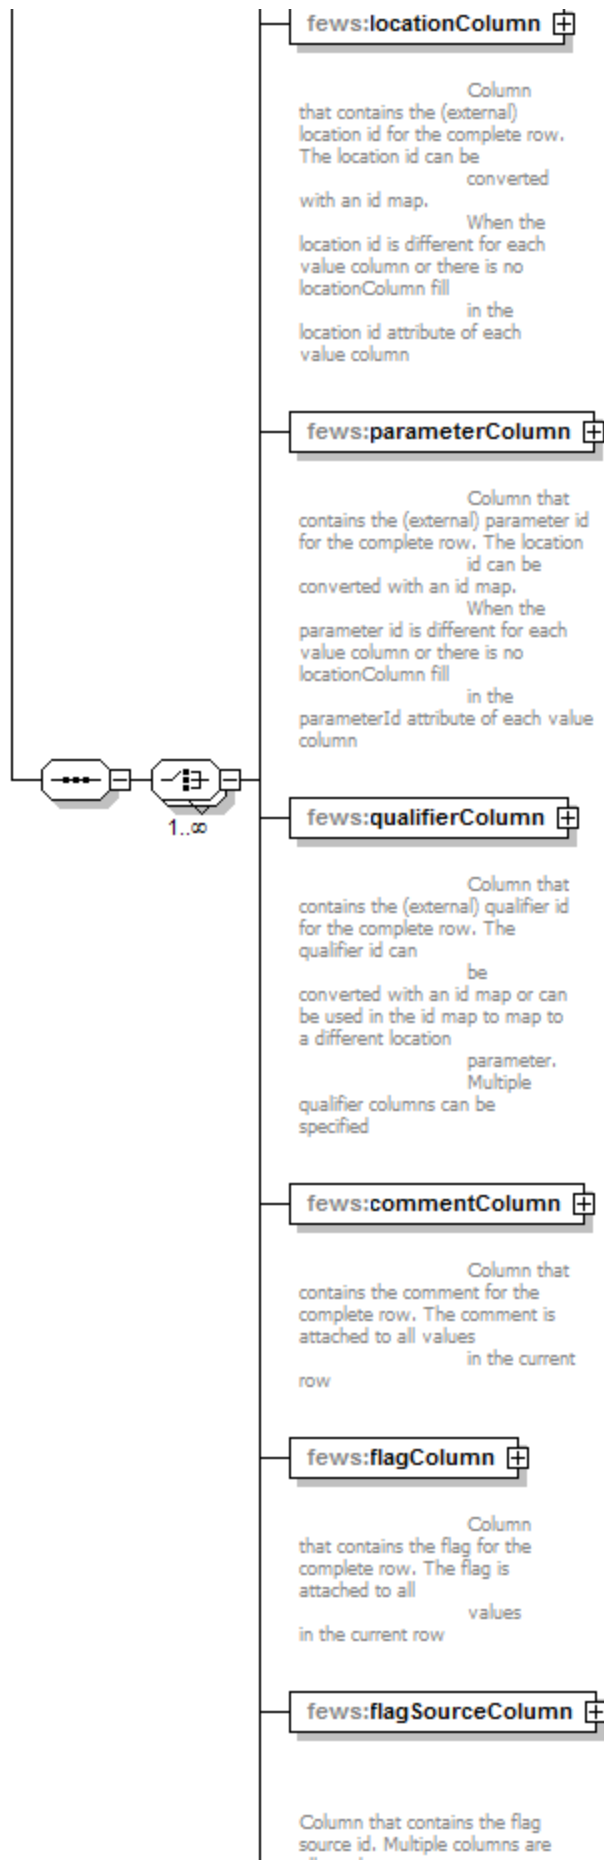 fews:locationColumn
Column
that contains the (external)
location id for the complete row.
The location id can be
converted
with an id map.
When the
location id is different for each
value column or there is no
locationColumn fill
in the
location id attribute of each
value column
fews:parameterColumn
Column that
contains the (external) parameter id
for the complete row. The location
id can be
converted with an id map.
When the
parameter id is different for each
value column or there is no
locationColumn fill
in the
parameterId attribute of each value
column
1..∞
fews:qualifierColumn
Column that
contains the (external) qualifier id
for the complete row. The
qualifier id can
be
converted with an id map or can
be used in the id map to map to
a different location
parameter.
Multiple
qualifier columns can be
specified
fews:commentColumn
Column that
contains the comment for the
complete row. The comment is
attached to all values
in the current
row
fews:flagColumn
Column
that contains the flag for the
complete row. The flag is
attached to all
values
in the current row
fews:flagSourceColumn
Column that contains the flag
source id. Multiple columns are